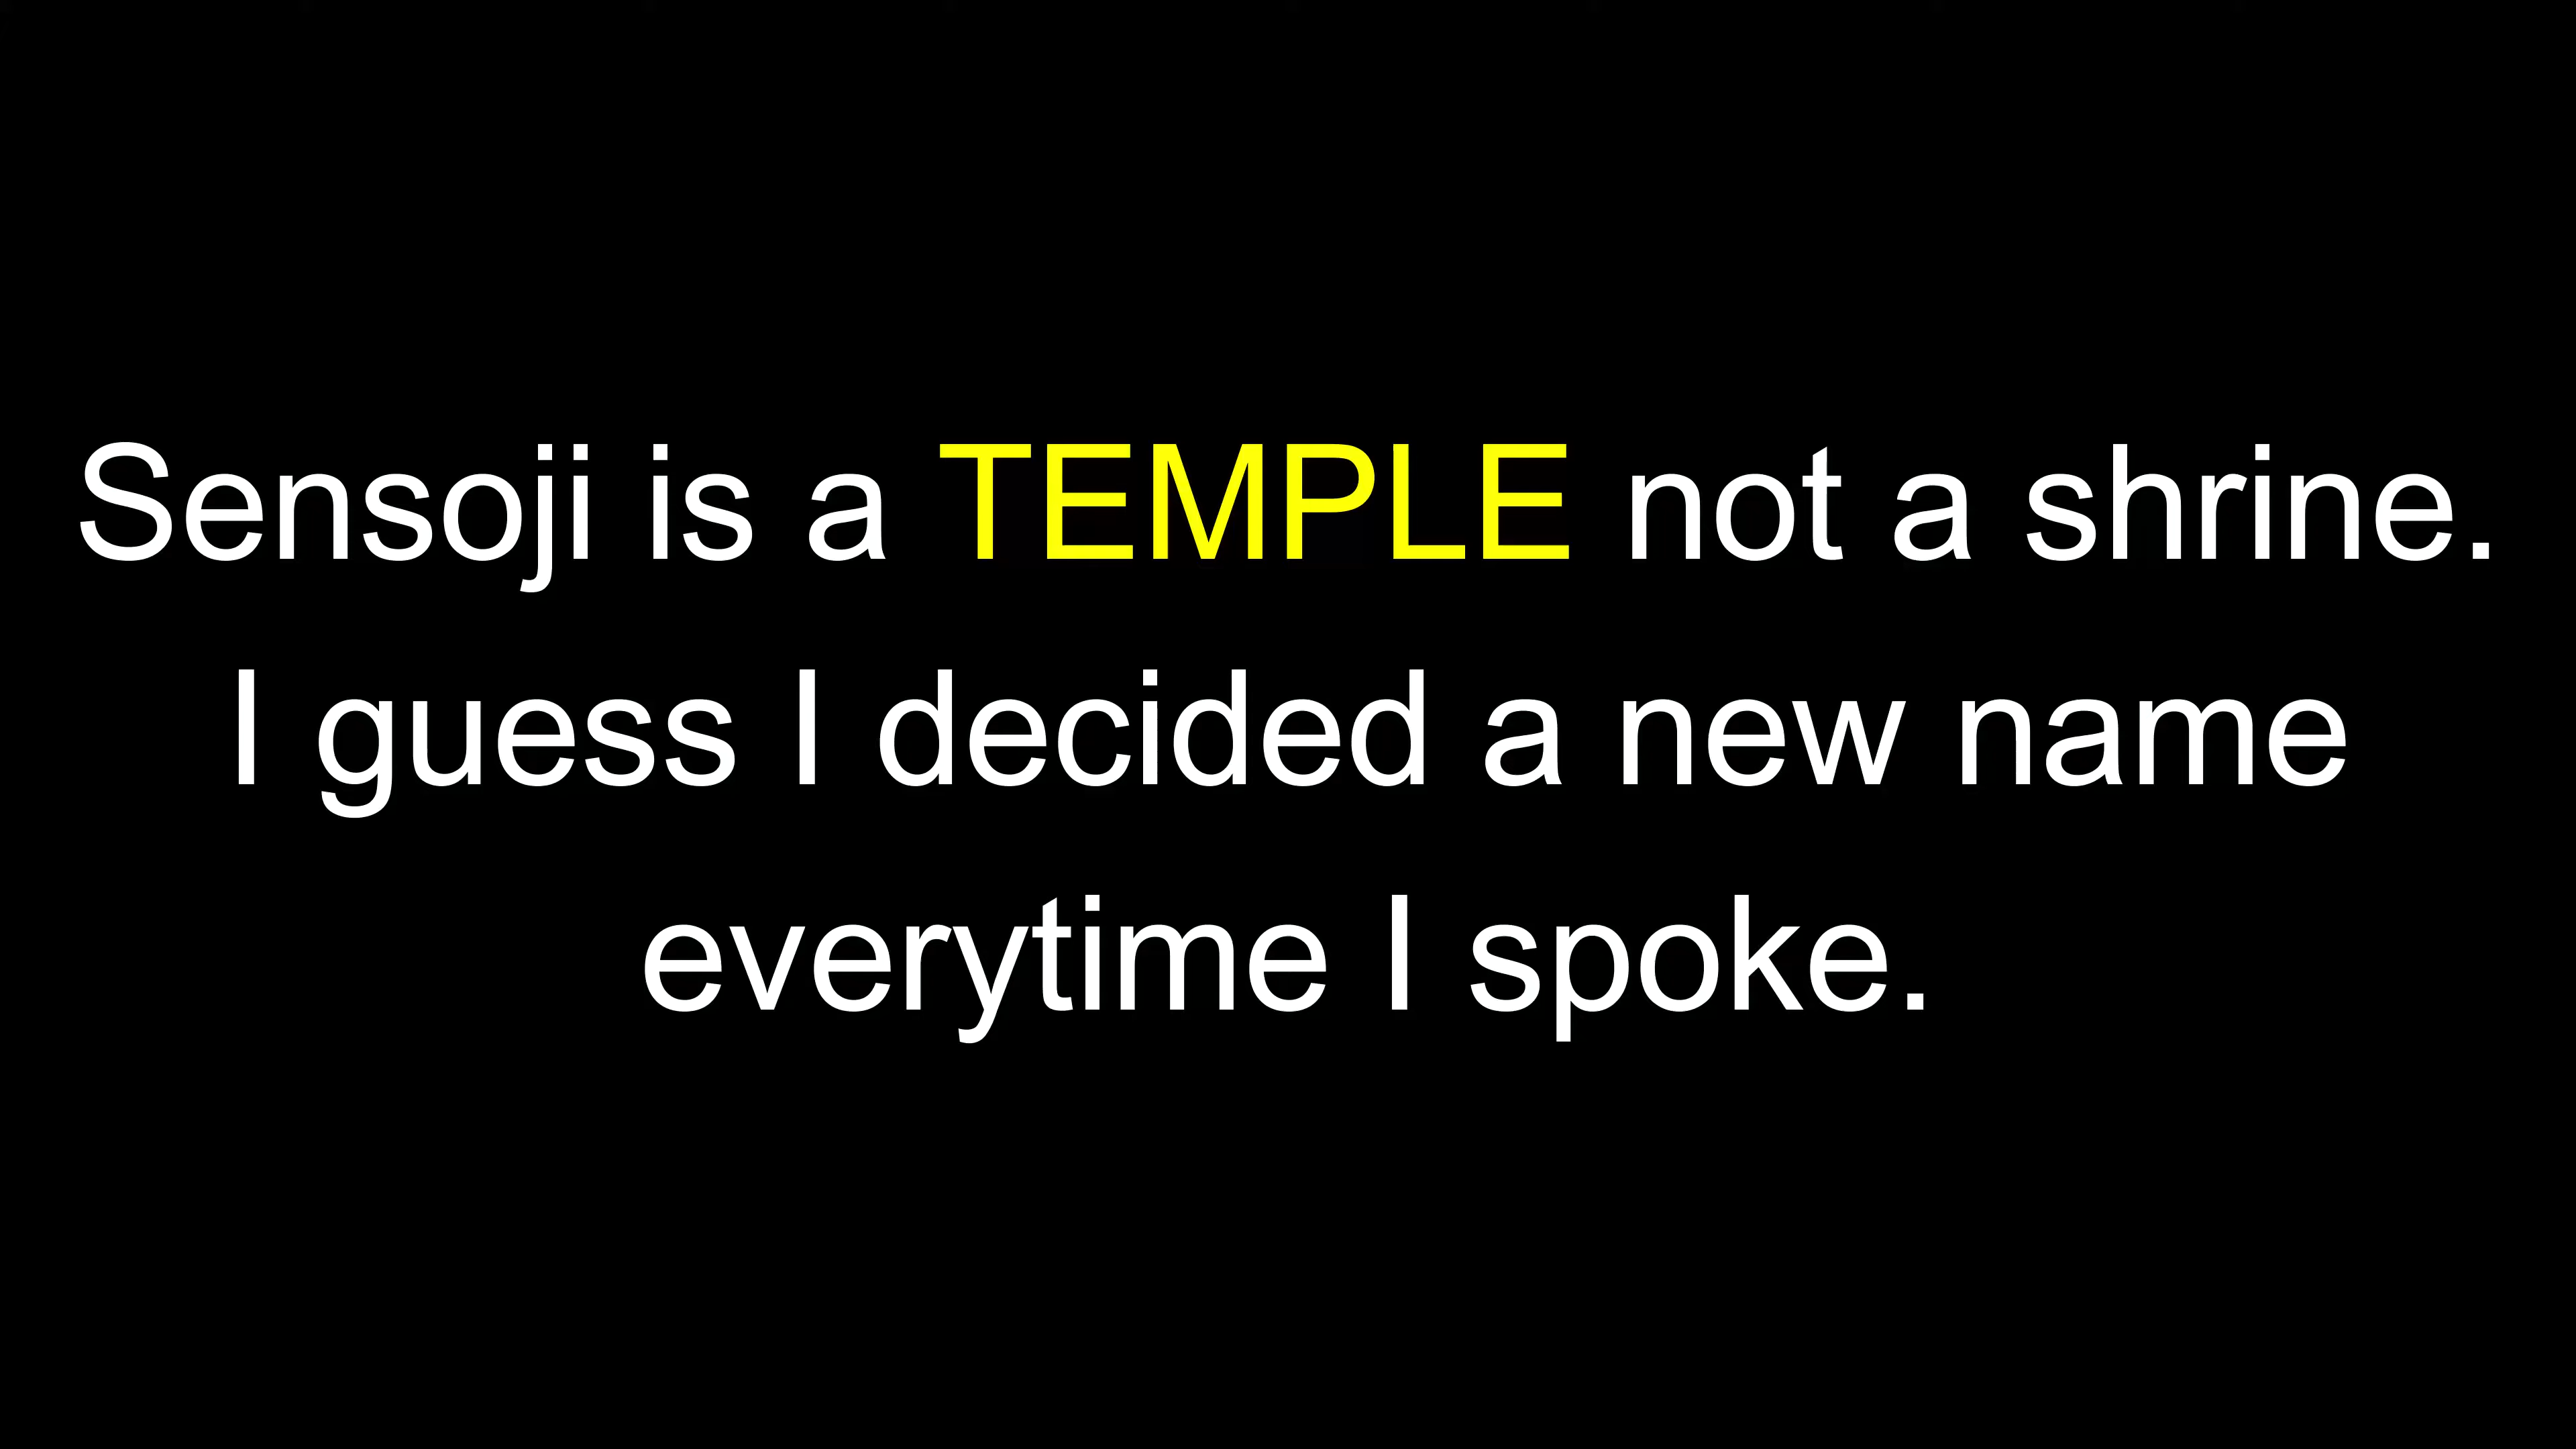 Sensoji is a TEMPLE not a shrine.
I guess I decided a new name
everytime I spoke.